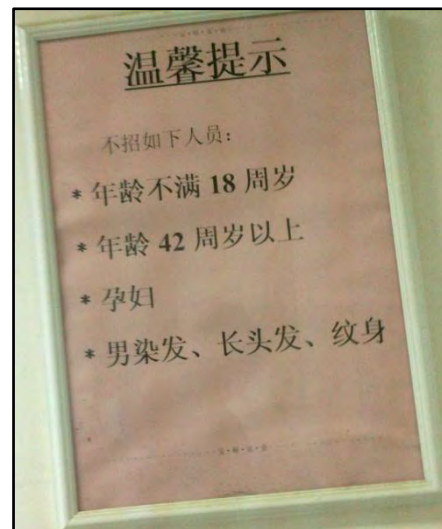 温馨提示
不招如下人员：
* 年龄不满 18 周岁
* 年龄 42 周岁以上
* 孕妇
* 男染发、长头发、纹身